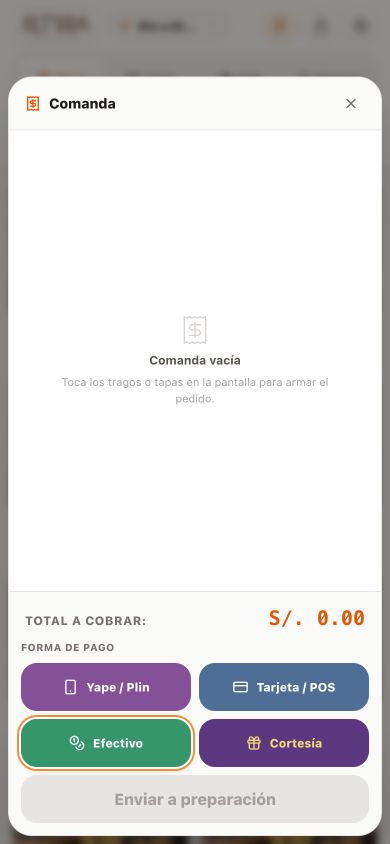 Comanda
Comanda vacía
Toca los tragos o tapas en la pantalla para armar el
pedido.
TOTAL A COBRAR: S/. 0.00
FORMA DE PAGO
Yape / Plin Tarjeta / POS
Efectivo Cortesía
Enviar a preparación